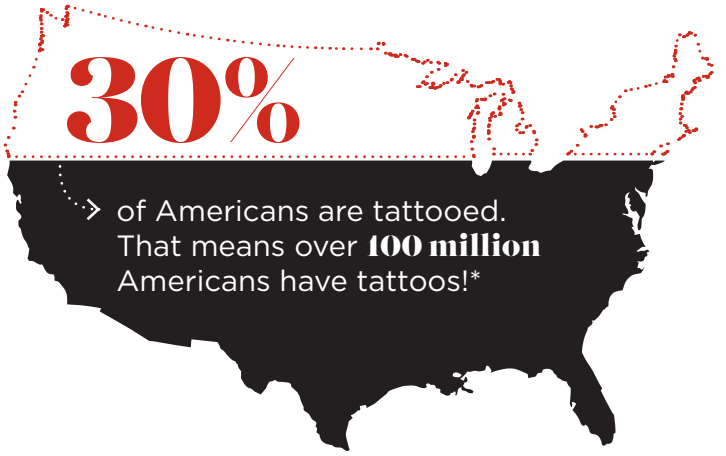 30%
of Americans are tattooed.
That means over 100 million
Americans have tattoos!*